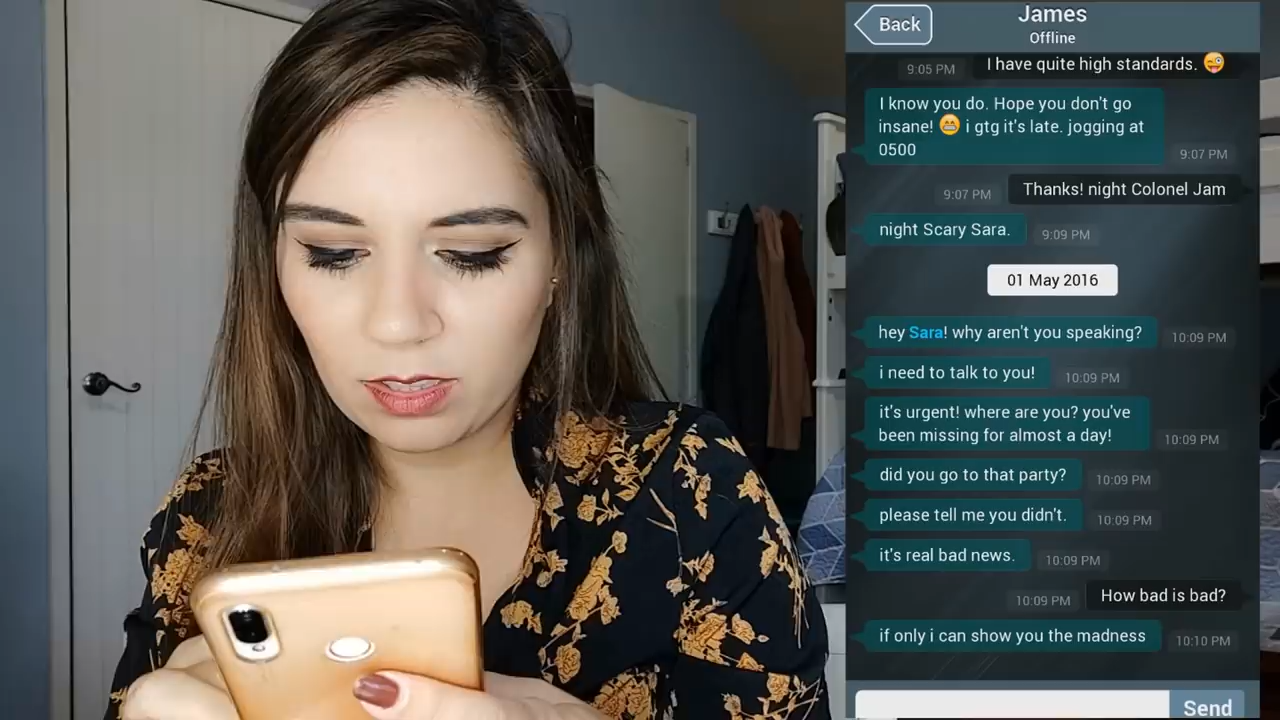 Back
James
Offline
9:05 PM
I have quite high standards. 😜
I know you do. Hope you don't go
insane! 😁 i gtg it's late. jogging at
0500
9:07 PM
9:07 PM
Thanks! night Colonel Jam
night Scary Sara.
9:09 PM
01 May 2016
hey Sara! why aren't you speaking?
10:09 PM
i need to talk to you!
10:09 PM
it's urgent! where are you? you've
been missing for almost a day!
10:09 PM
did you go to that party?
10:09 PM
please tell me you didn't.
10:09 PM
it's real bad news.
10:09 PM
10:09 PM
How bad is bad?
if only i can show you the madness
10:10 PM
Send